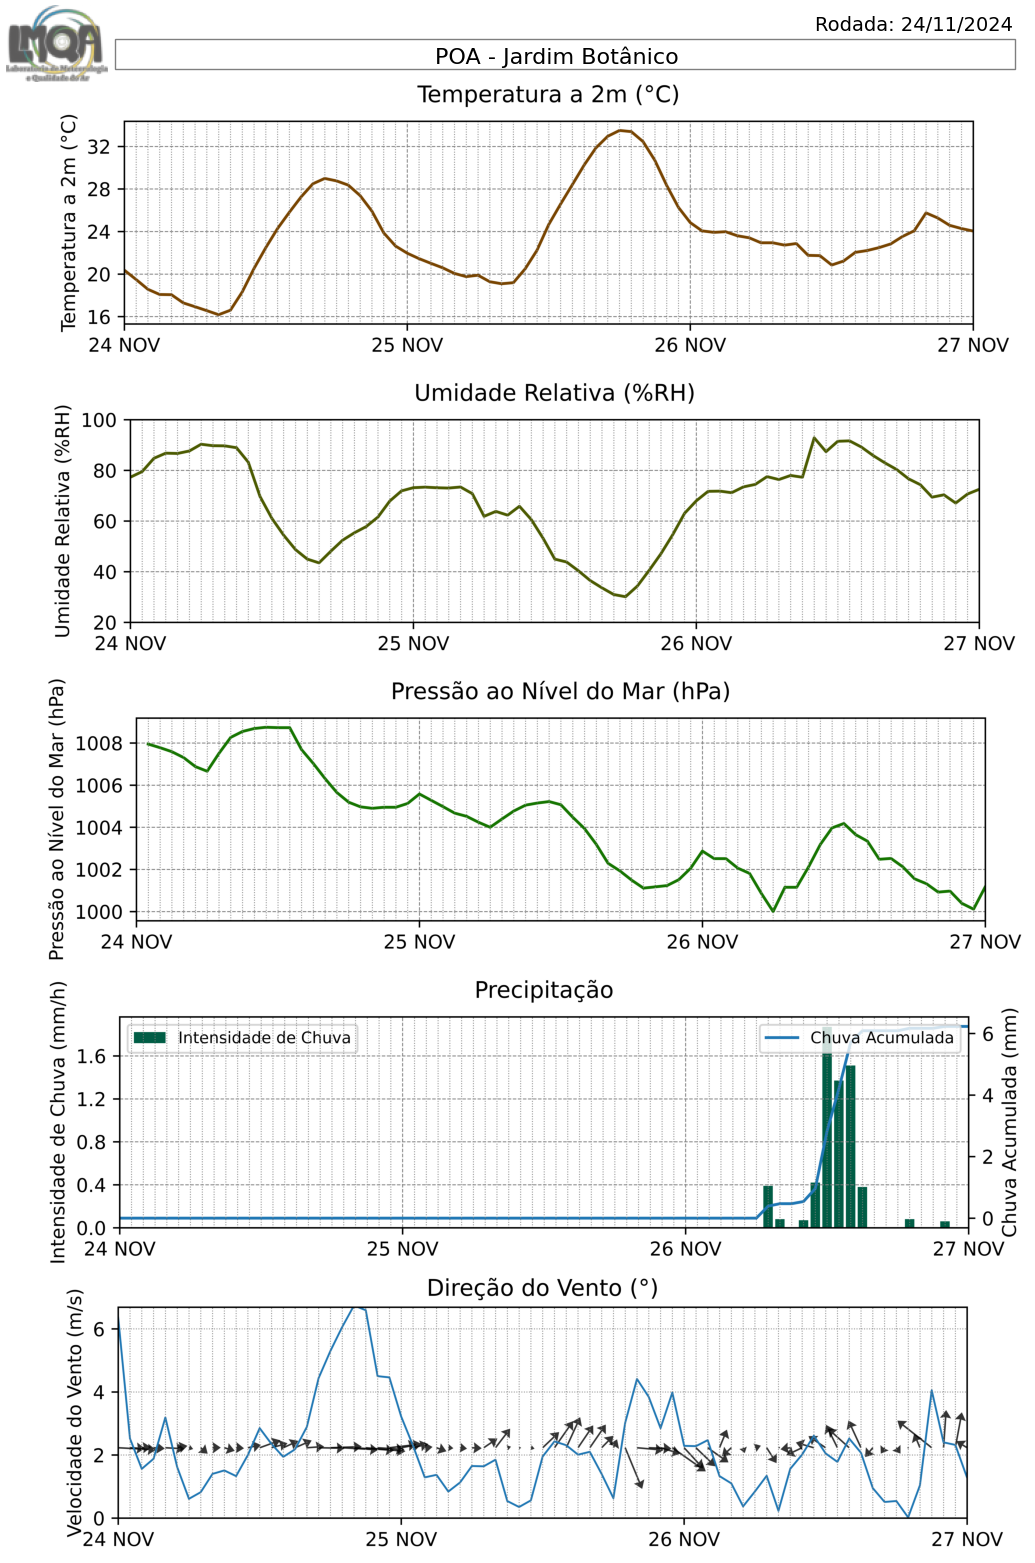 LMQA
Laboratório de Meteorologia
e Qualidade do Ar
Rodada: 24/11/2024
POA - Jardim Botânico
Temperatura a 2m (°C)
Temperatura a 2m (°C)
32
28
24
20
16
24 NOV 25 NOV 26 NOV 27 NOV
Umidade Relativa (%RH)
Umidade Relativa (%RH)
100
80
60
40
20
24 NOV 25 NOV 26 NOV 27 NOV
Pressão ao Nível do Mar (hPa)
Pressão ao Nível do Mar (hPa)
1008
1006
1004
1002
1000
24 NOV 25 NOV 26 NOV 27 NOV
Precipitação
Intensidade de Chuva (mm/h)
Intensidade de Chuva
Chuva Acumulada
1.6
1.2
0.8
0.4
0.0
6
4
2
0
Chuva Acumulada (mm)
24 NOV 25 NOV 26 NOV 27 NOV
Direção do Vento (°)
Velocidade do Vento (m/s)
6
4
2
0
24 NOV 25 NOV 26 NOV 27 NOV